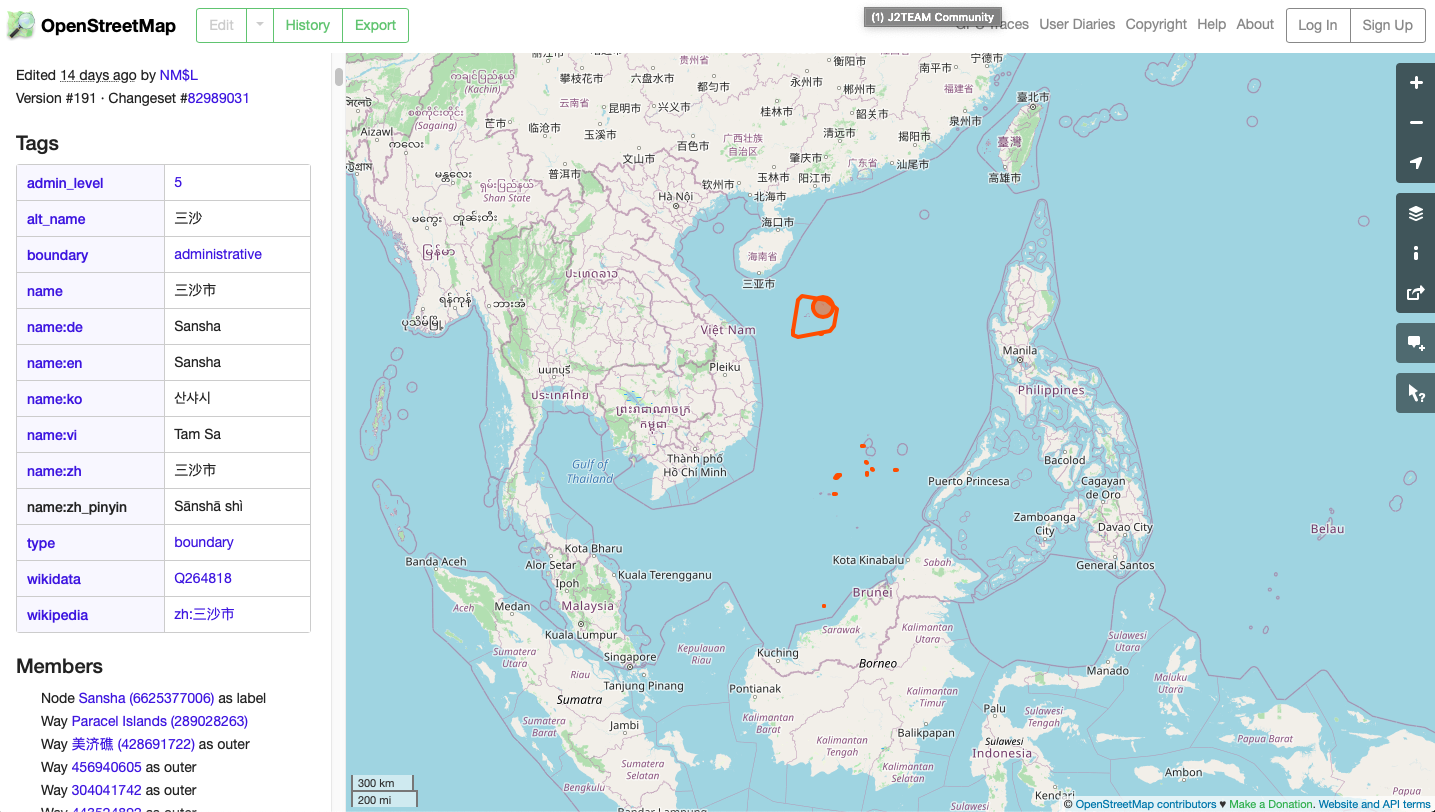 OpenStreetMap
Edit
History
Export
(1) J2TEAM Community
Traces
User Diaries
Copyright
Help
About
Log In
Sign Up
Edited 14 days ago by NM$L
Version #191 · Changeset #82989031
Tags
admin_level 5
alt_name 三沙
boundary administrative
name 三沙市
name:de Sansha
name:en Sansha
name:ko 산샤시
name:vi Tam Sa
name:zh 三沙市
name:zh_pinyin Sānshā shì
type boundary
wikidata Q264818
wikipedia zh:三沙市
Members
Node Sansha (6625377006) as label
Way Paracel Islands (289028263)
Way 美济礁 (428691722) as outer
Way 456940605 as outer
Way 304041742 as outer
贵州省
衡阳市
宁德市
(Kachin)
攀枝花市
六盘水市
都匀市
永州市
南平市
福建省
郴州市
臺北市
云南省
昆明市
兴义市
桂林市
韶关市
泉州市
(Sagaing)
芒市
临沧市
玉溪市
百色市
广西壮族
自治区
清远市
揭阳市
臺灣
Aizawl
文山市
肇庆市
广东省
汕尾市
普洱市
玉林市
阳江市
高雄市
Shan State
钦州市
北海市
Hà Nội
海口市
海南省
三亚市
Việt Nam
Pleiku
Manila
Philippines
Thành phố
Hồ Chí Minh
Gulf of
Thailand
Bacolod
Puerto Princesa
Cagayan
de Oro
Zamboanga
City
Davao City
General Santos
Belau
Kota Bharu
Banda Aceh
Alor Setar
Ipoh
Kuala Terengganu
Kota Kinabalu
Sabah
Brunei
Aceh
Medan
Malaysia
Kuala Lumpur
Sarawak
Kalimantan
Utara
Sulawesi
Utara
Sumatera
Utara
Singapore
Kepulauan
Riau
Kuching
Borneo
Manado
Riau
Tanjung Pinang
Pontianak
Kalimantan
Timur
Maluku
Utara
Sumatra
Sumatera
Barat
Jambi
Kalimantan
Barat
Balikpapan
Palu
Sulawesi
Tengah
Kalimantan
Tengah
Sulawesi
Indonesia
Papua Barat
Papua
Sumatera
Selatan
Kalimantan
Selatan
Ambon
Bengkulu
Kendari
Bandar Lampung
300 km
200 mi
© OpenStreetMap contributors ♥ Make a Donation. Website and API terms